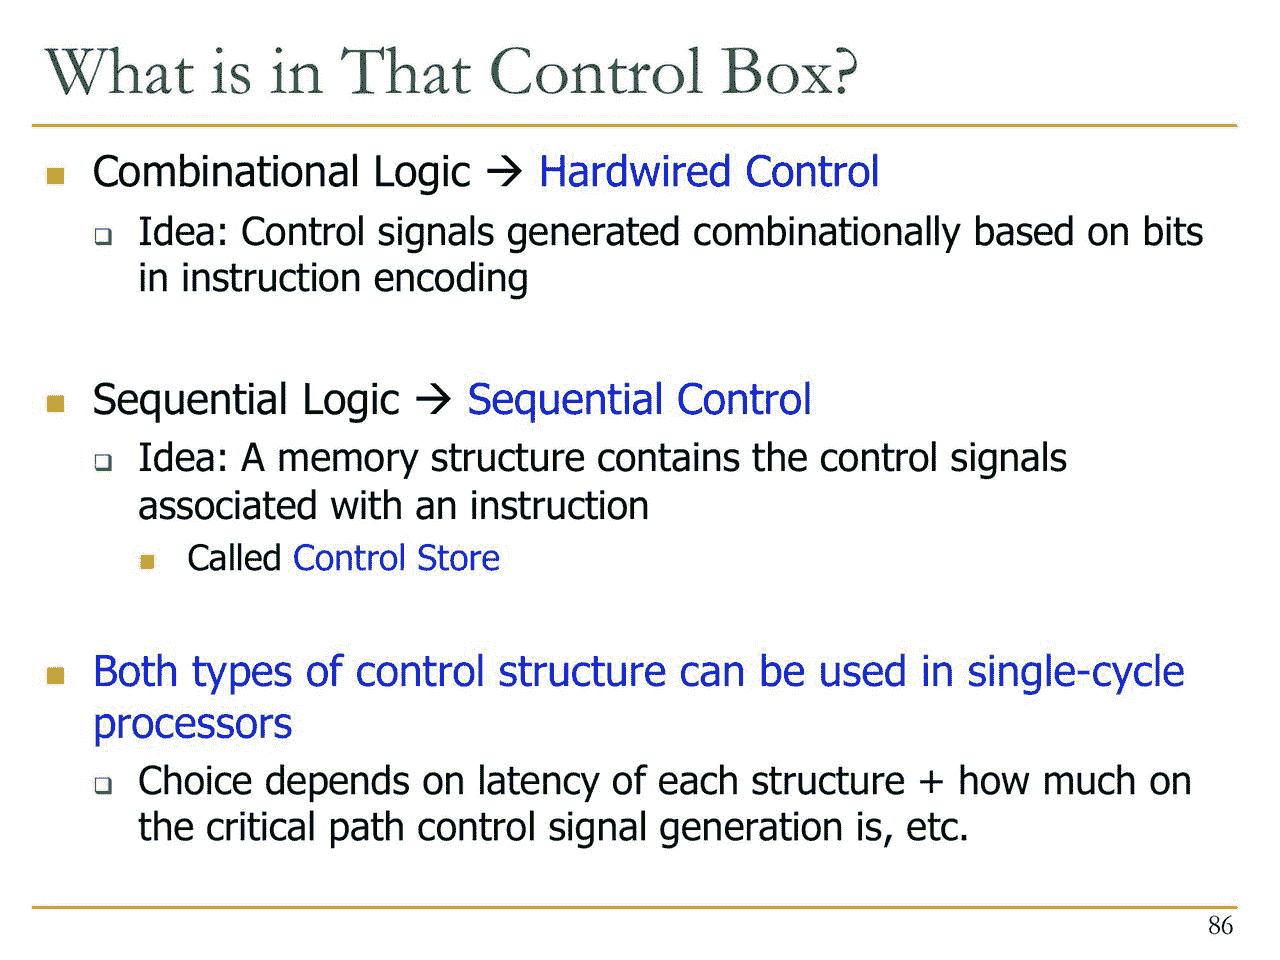 What is in That Control Box?
Combinational Logic → Hardwired Control
Idea: Control signals generated combinationally based on bits
in instruction encoding
Sequential Logic → Sequential Control
Idea: A memory structure contains the control signals
associated with an instruction
Called Control Store
Both types of control structure can be used in single-cycle
processors
Choice depends on latency of each structure + how much on
the critical path control signal generation is, etc.
86